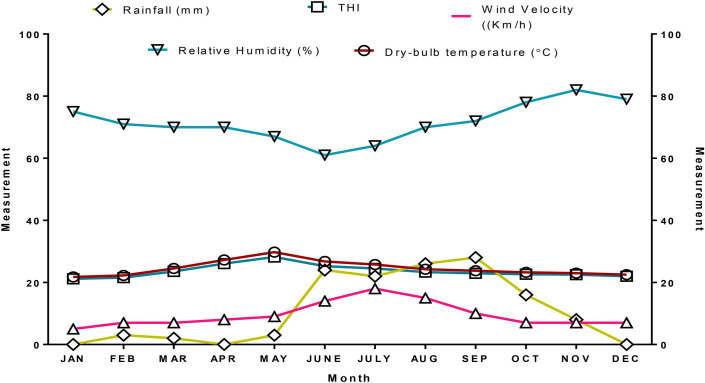 Rainfall (mm)
THI
Wind Velocity
((Km/h)
Relative Humidity (%)
Dry-bulb temperature (°C)
100
100
80
80
60
60
40
40
20
20
0
0
Measurement
Measurement
JAN FEB MAR APR MAY JUNE JULY AUG SEP OCT NOV DEC
Month